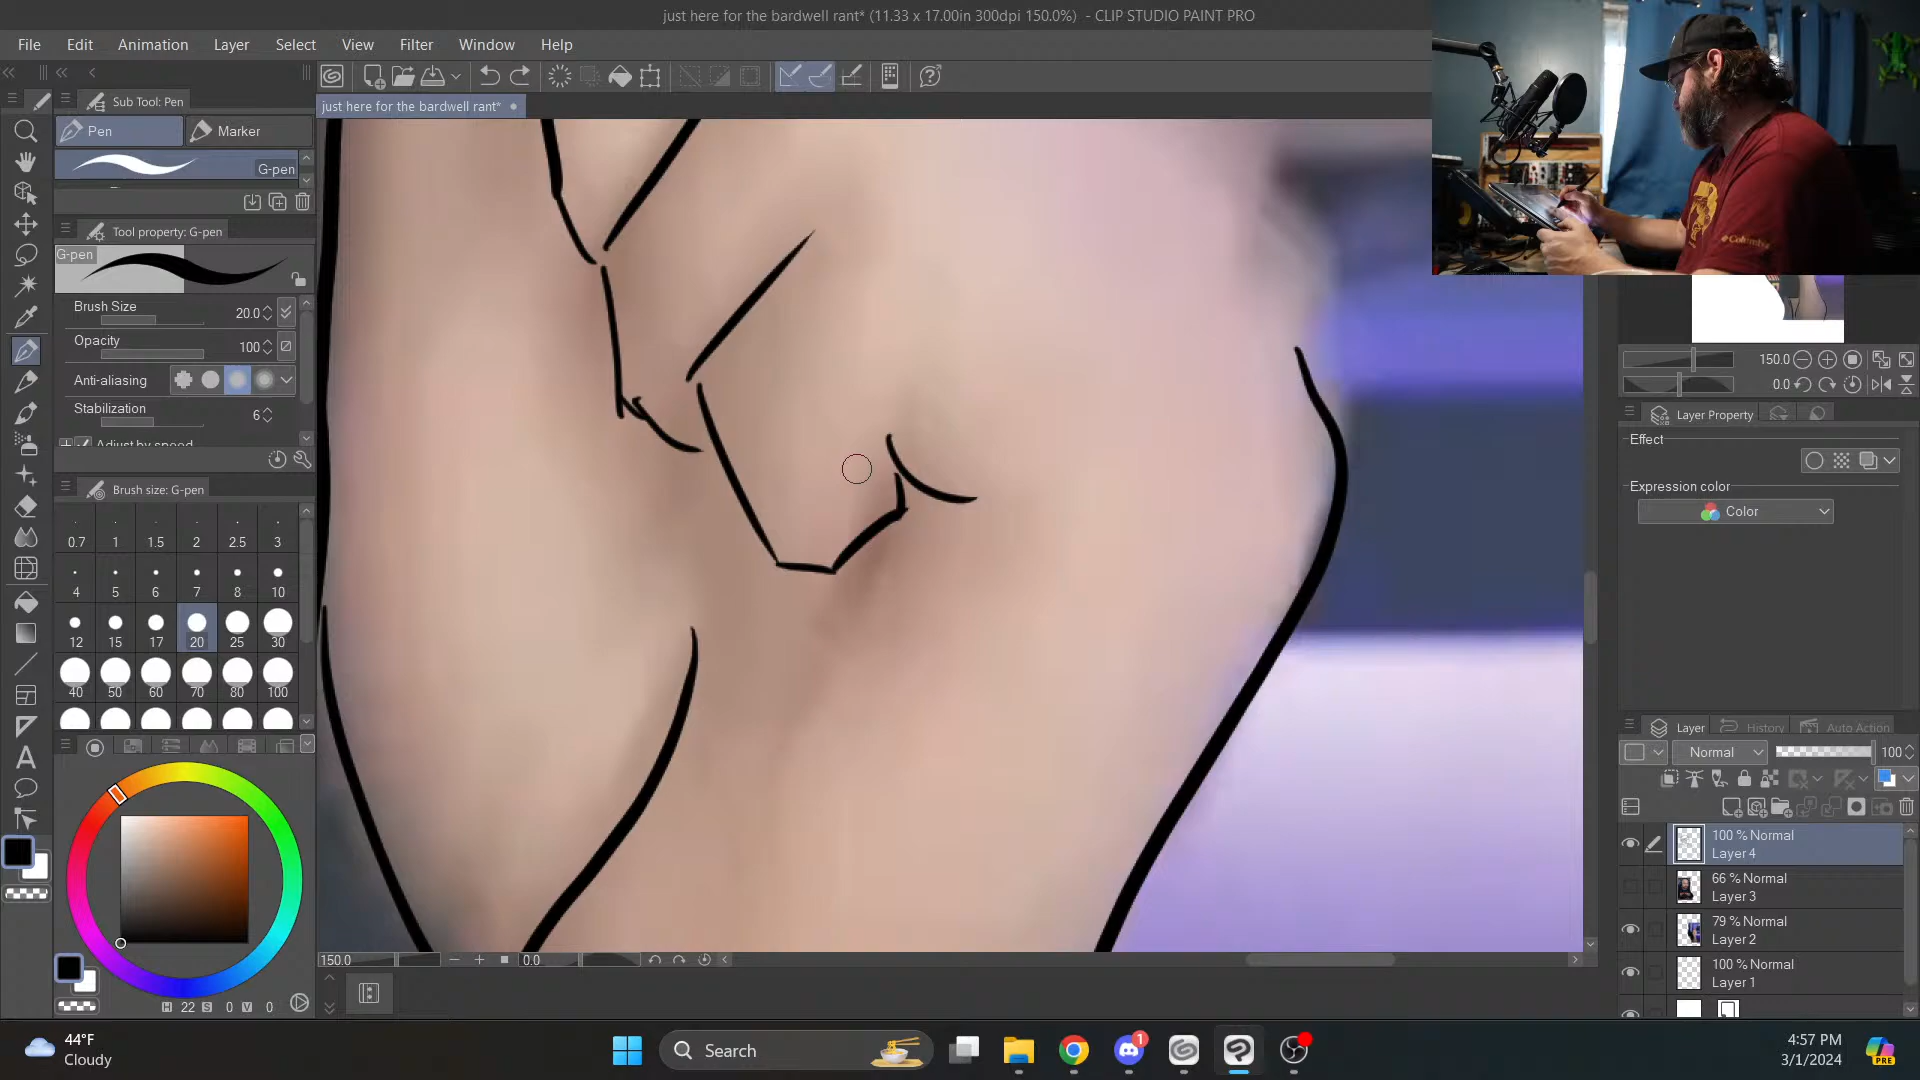 just here for the bardwell rant* (11.33 x 17.00in 300dpi 150.0%) - CLIP STUDIO PAINT PRO
File Edit Animation Layer Select View Filter Window Help
just here for the bardwell rant*
Sub Tool: Pen
Pen Marker
G-pen
Tool property: G-pen
G-pen
Brush Size 20.0
Opacity 100
Anti-aliasing
Stabilization 6
Adjust by speed
Brush size: G-pen
0.7 1 1.5 2 2.5 3
4 5 6 7 8 10
12 15 17 20 25 30
40 50 60 70 80 100
H 22 S 0 V 0
150.0 0.0
Columbia
150.0
0.0
Layer Property
Effect
Expression color
Color
Layer History Auto Action
Normal 100
100 % Normal
Layer 4
66 % Normal
Layer 3
79 % Normal
Layer 2
100 % Normal
Layer 1
44°F
Cloudy
Search
1
4:57 PM
3/1/2024
PRE